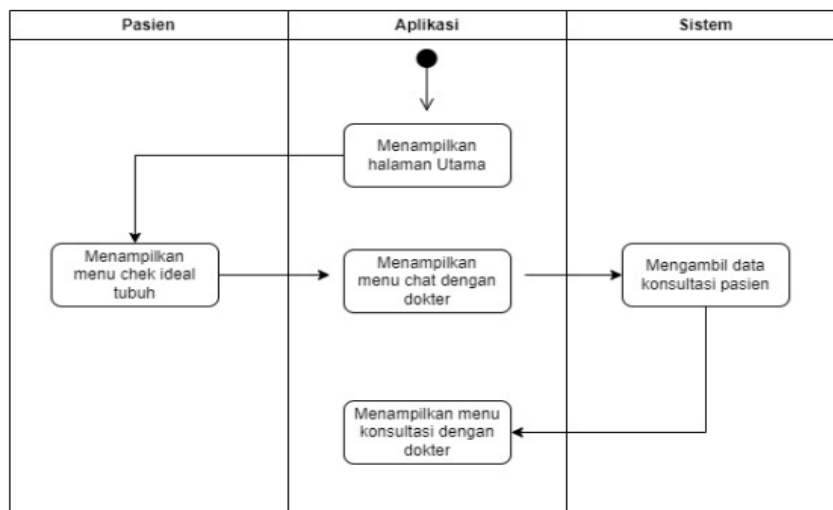 Pasien
Aplikasi
Sistem
Menampilkan
halaman Utama
Menampilkan
menu chek ideal
tubuh
Menampilkan
menu chat dengan
dokter
Mengambil data
konsultasi pasien
Menampilkan menu
konsultasi dengan
dokter